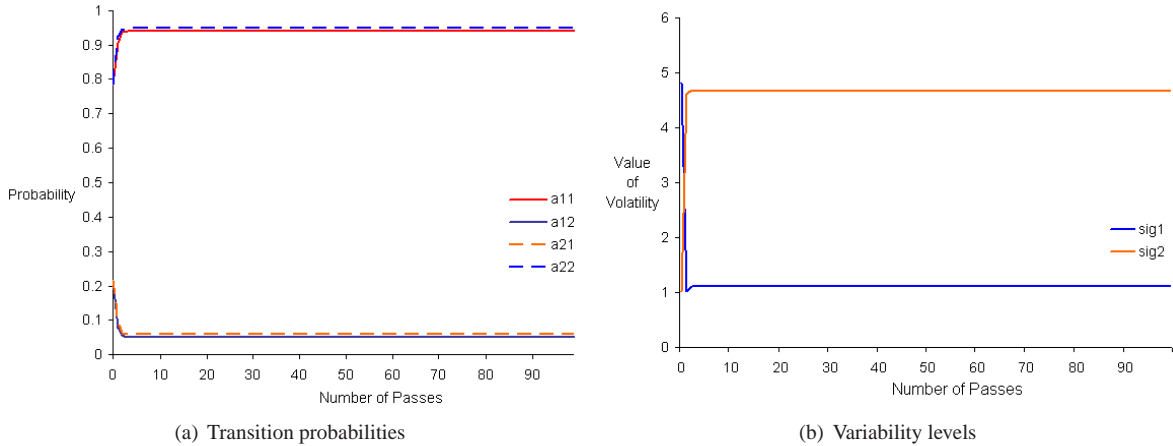 1
0.9
0.8
0.7
0.6
0.5
0.4
0.3
0.2
0.1
0
Probability
a11
a12
a21
a22
0 10 20 30 40 50 60 70 80 90
Number of Passes
(a) Transition probabilities
6
5
4
3
2
1
0
Value
of
Volatility
sig1
sig2
0 10 20 30 40 50 60 70 80 90
Number of Passes
(b) Variability levels